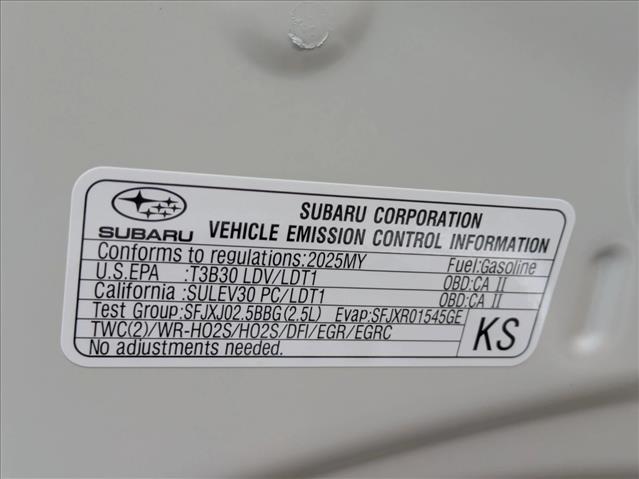 SUBARU CORPORATION
SUBARU VEHICLE EMISSION CONTROL INFORMATION
Conforms to regulations:2025MY Fuel:Gasoline
U.S.EPA :T3B30 LDV/LDT1 OBD:CA II
California :SULEV30 PC/LDT1 OBD:CA II
Test Group:SFJXJ02.5BBG(2.5L) Evap:SFJXR01545GE
TWC(2)/WR-HO2S/HO2S/DFI/EGR/EGRC
No adjustments needed.
KS